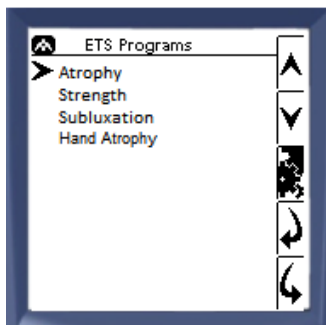 ETS Programs
Atrophy
Strength
Subluxation
Hand Atrophy